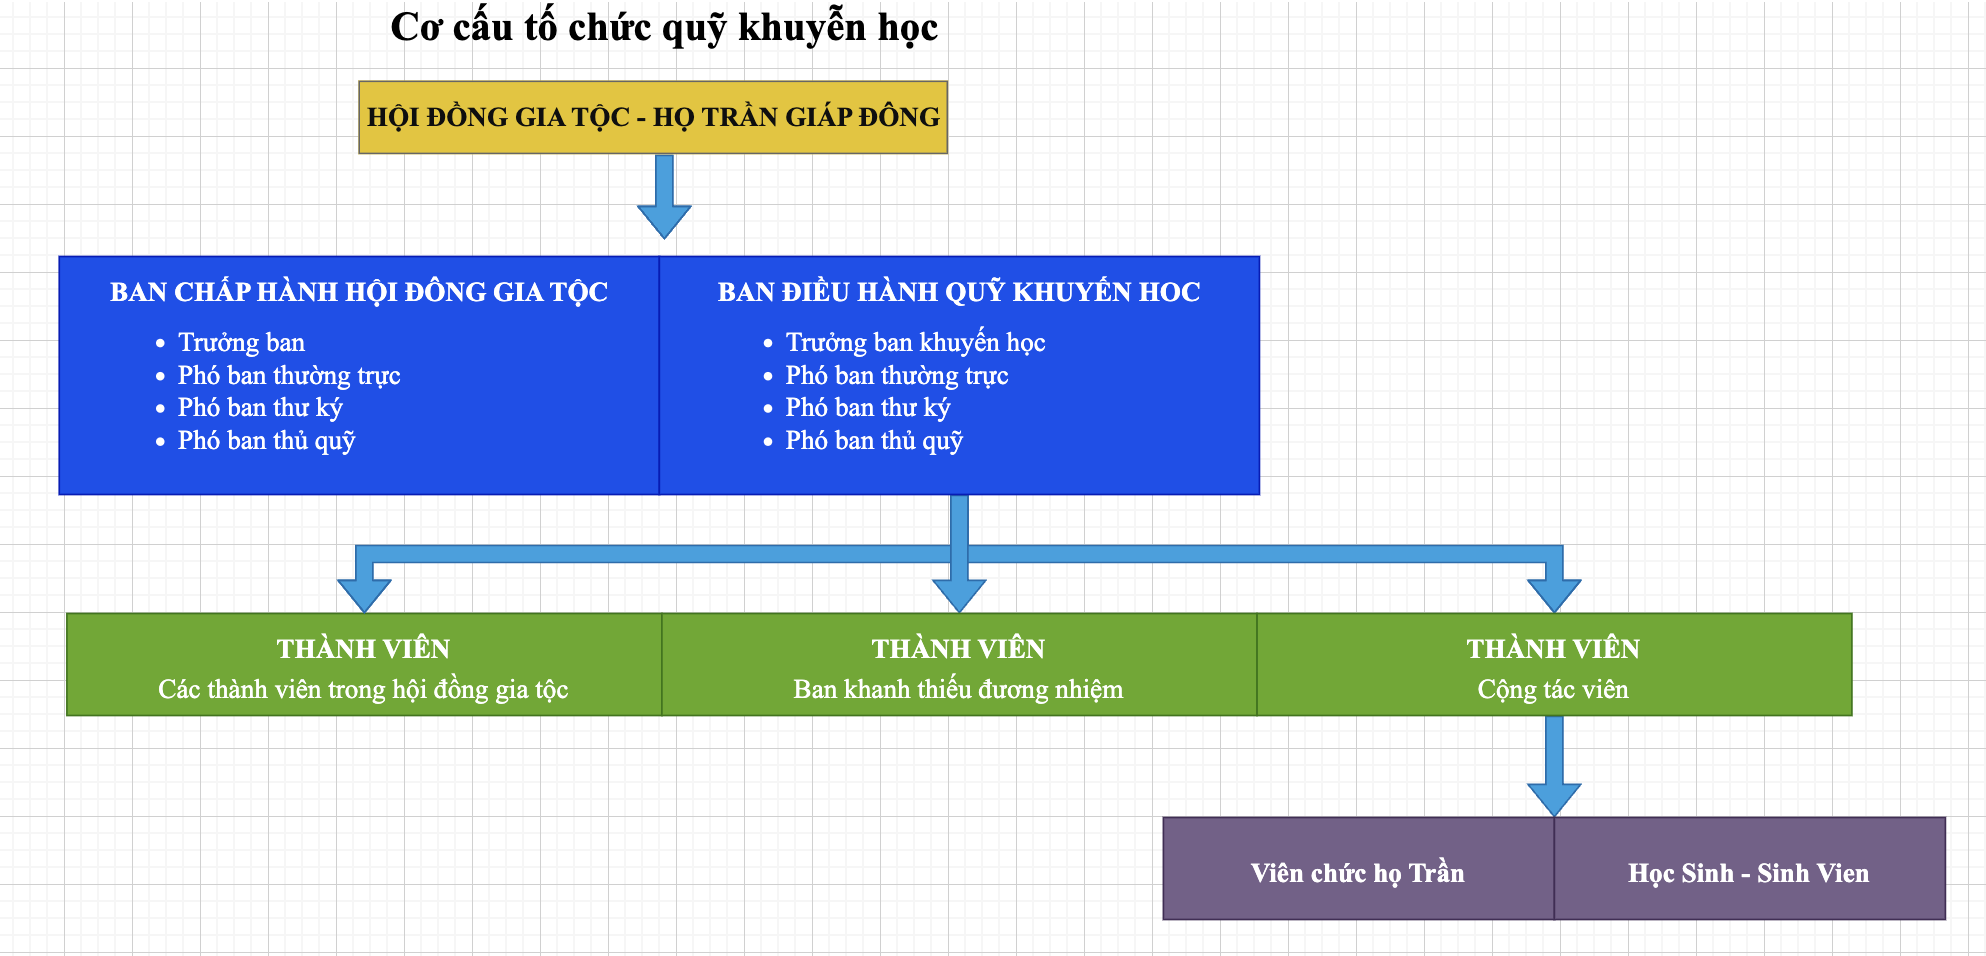 Cơ cấu tố chức quỹ khuyễn học
HỘI ĐỒNG GIA TỘC - HỌ TRẦN GIÁP ĐÔNG
BAN CHẤP HÀNH HỘI ĐÔNG GIA TỘC
• Trưởng ban
• Phó ban thường trực
• Phó ban thư ký
• Phó ban thủ quỹ
BAN ĐIỀU HÀNH QUỸ KHUYẾN HOC
• Trưởng ban khuyến học
• Phó ban thường trực
• Phó ban thư ký
• Phó ban thủ quỹ
THÀNH VIÊN
Các thành viên trong hội đồng gia tộc
THÀNH VIÊN
Ban khanh thiếu đương nhiệm
THÀNH VIÊN
Cộng tác viên
Viên chức họ Trần
Học Sinh - Sinh Vien